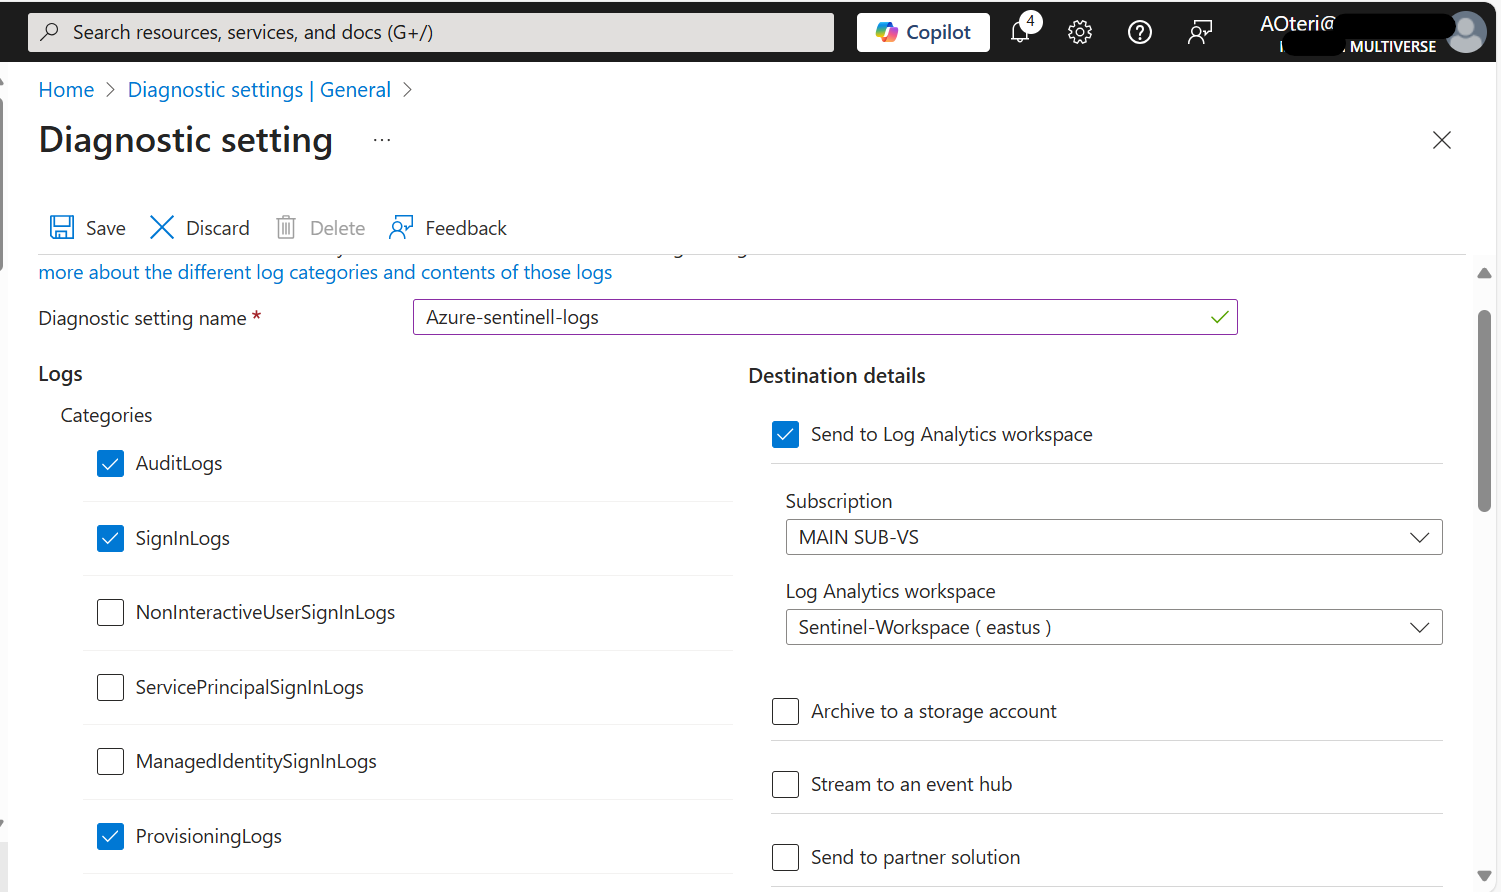 Search resources, services, and docs (G+/)
Copilot
4
AOteri@
MULTIVERSE
Home > Diagnostic settings | General >
Diagnostic setting ...
Save Discard Delete Feedback
more about the different log categories and contents of those logs
Diagnostic setting name * Azure-sentinell-logs
Logs
Categories
AuditLogs
SignInLogs
NonInteractiveUserSignInLogs
ServicePrincipalSignInLogs
ManagedIdentitySignInLogs
ProvisioningLogs
Destination details
Send to Log Analytics workspace
Subscription
MAIN SUB-VS
Log Analytics workspace
Sentinel-Workspace ( eastus )
Archive to a storage account
Stream to an event hub
Send to partner solution